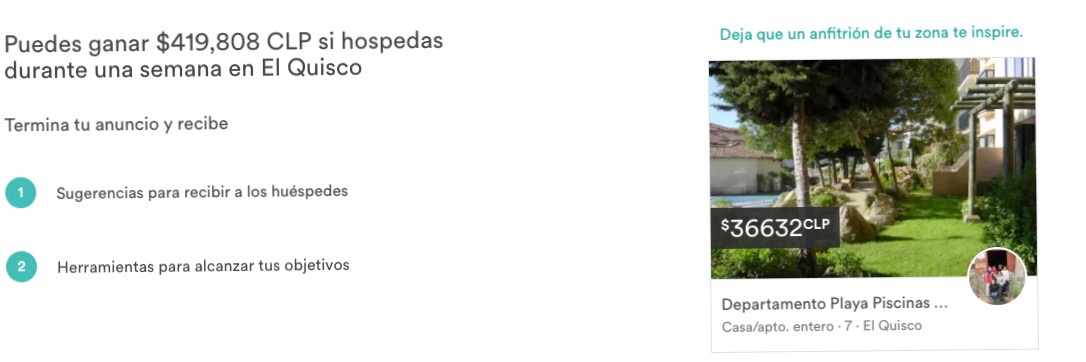 Puedes ganar $419,808 CLP si hospedas
durante una semana en El Quisco
Termina tu anuncio y recibe
1 Sugerencias para recibir a los huéspedes
2 Herramientas para alcanzar tus objetivos
Deja que un anfitrión de tu zona te inspire.
$36632CLP
Departamento Playa Piscinas ...
Casa/apto. entero · 7 · El Quisco